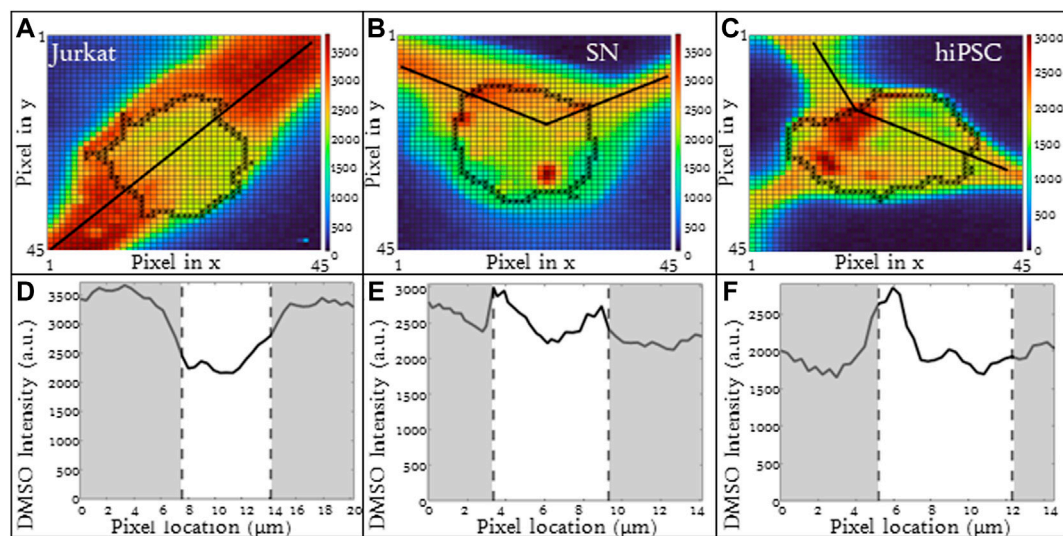 A
Jurkat
1
Pixel in y
45
1
Pixel in x
45
3500
3000
2500
2000
1500
1000
500
0
B
SN
1
Pixel in y
45
1
Pixel in x
45
3500
3000
2500
2000
1500
1000
500
0
C
hiPSC
1
Pixel in y
45
1
Pixel in x
45
3000
2500
2000
1500
1000
500
0
D
DMSO Intensity (a.u.)
3500
3000
2500
2000
1500
1000
500
0
0 2 4 6 8 10 12 14 16 18 20
Pixel location (μm)
E
DMSO Intensity (a.u.)
3000
2500
2000
1500
1000
500
0
0 2 4 6 8 10 12 14
Pixel location (μm)
F
DMSO Intensity (a.u.)
2500
2000
1500
1000
500
0
0 2 4 6 8 10 12 14
Pixel location (μm)